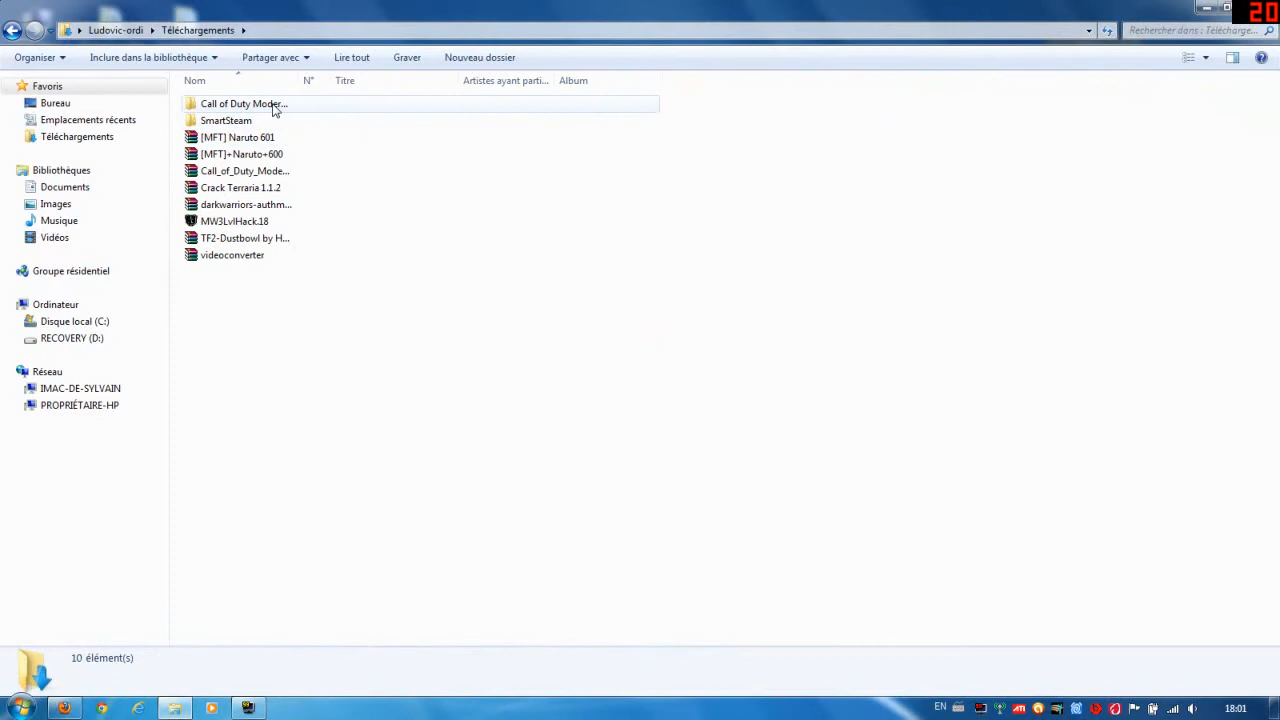 20
Ludovic-ordi Téléchargements
Rechercher dans : Télécharge...
Organiser Inclure dans la bibliothèque Partager avec Lire tout Graver Nouveau dossier
Nom N° Titre Artistes ayant parti... Album
Favoris
Bureau
Emplacements récents
Téléchargements
Bibliothèques
Documents
Images
Musique
Vidéos
Groupe résidentiel
Ordinateur
Disque local (C:)
RECOVERY (D:)
Réseau
IMAC-DE-SYLVAIN
PROPRIÉTAIRE-HP
Call of Duty Moder...
SmartSteam
[MFT] Naruto 601
[MFT]+Naruto+600
Call_of_Duty_Mode...
Crack Terraria 1.1.2
darkwarriors-authm...
MW3LvlHack.18
TF2-Dustbowl by H...
videoconverter
10 élément(s)
EN
ATI
18:01